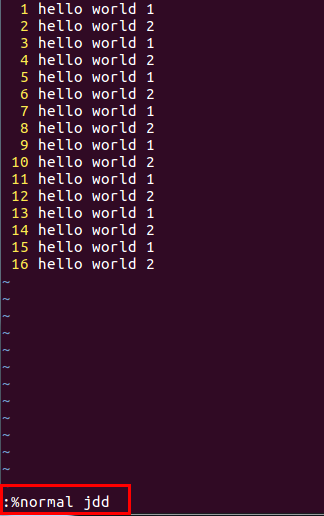 1 hello world 1
2 hello world 2
3 hello world 1
4 hello world 2
5 hello world 1
6 hello world 2
7 hello world 1
8 hello world 2
9 hello world 1
10 hello world 2
11 hello world 1
12 hello world 2
13 hello world 1
14 hello world 2
15 hello world 1
16 hello world 2
~
~
~
~
~
~
~
~
~
~
~
~
:%normal jdd